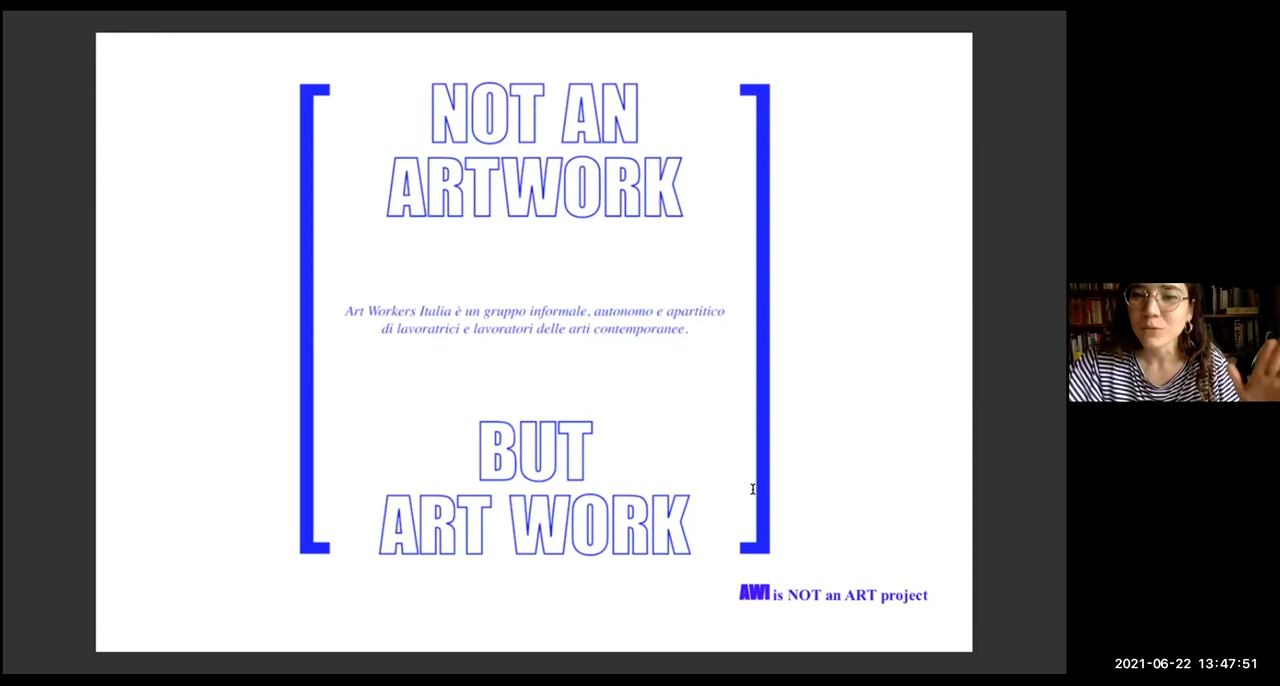 NOT AN
ARTWORK
Art Workers Italia è un gruppo informale, autonomo e apartitico
di lavoratrici e lavoratori delle arti contemporanee.
BUT
ART WORK
AWI is NOT an ART project
2021-06-22 13:47:51